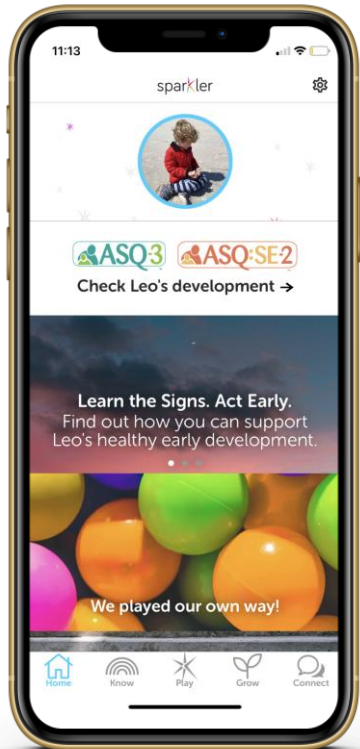 11:13
sparkler
ASQ-3 ASQ:SE-2
Check Leo's development →
Learn the Signs. Act Early.
Find out how you can support
Leo's healthy early development.
We played our own way!
Home Know Play Grow Connect